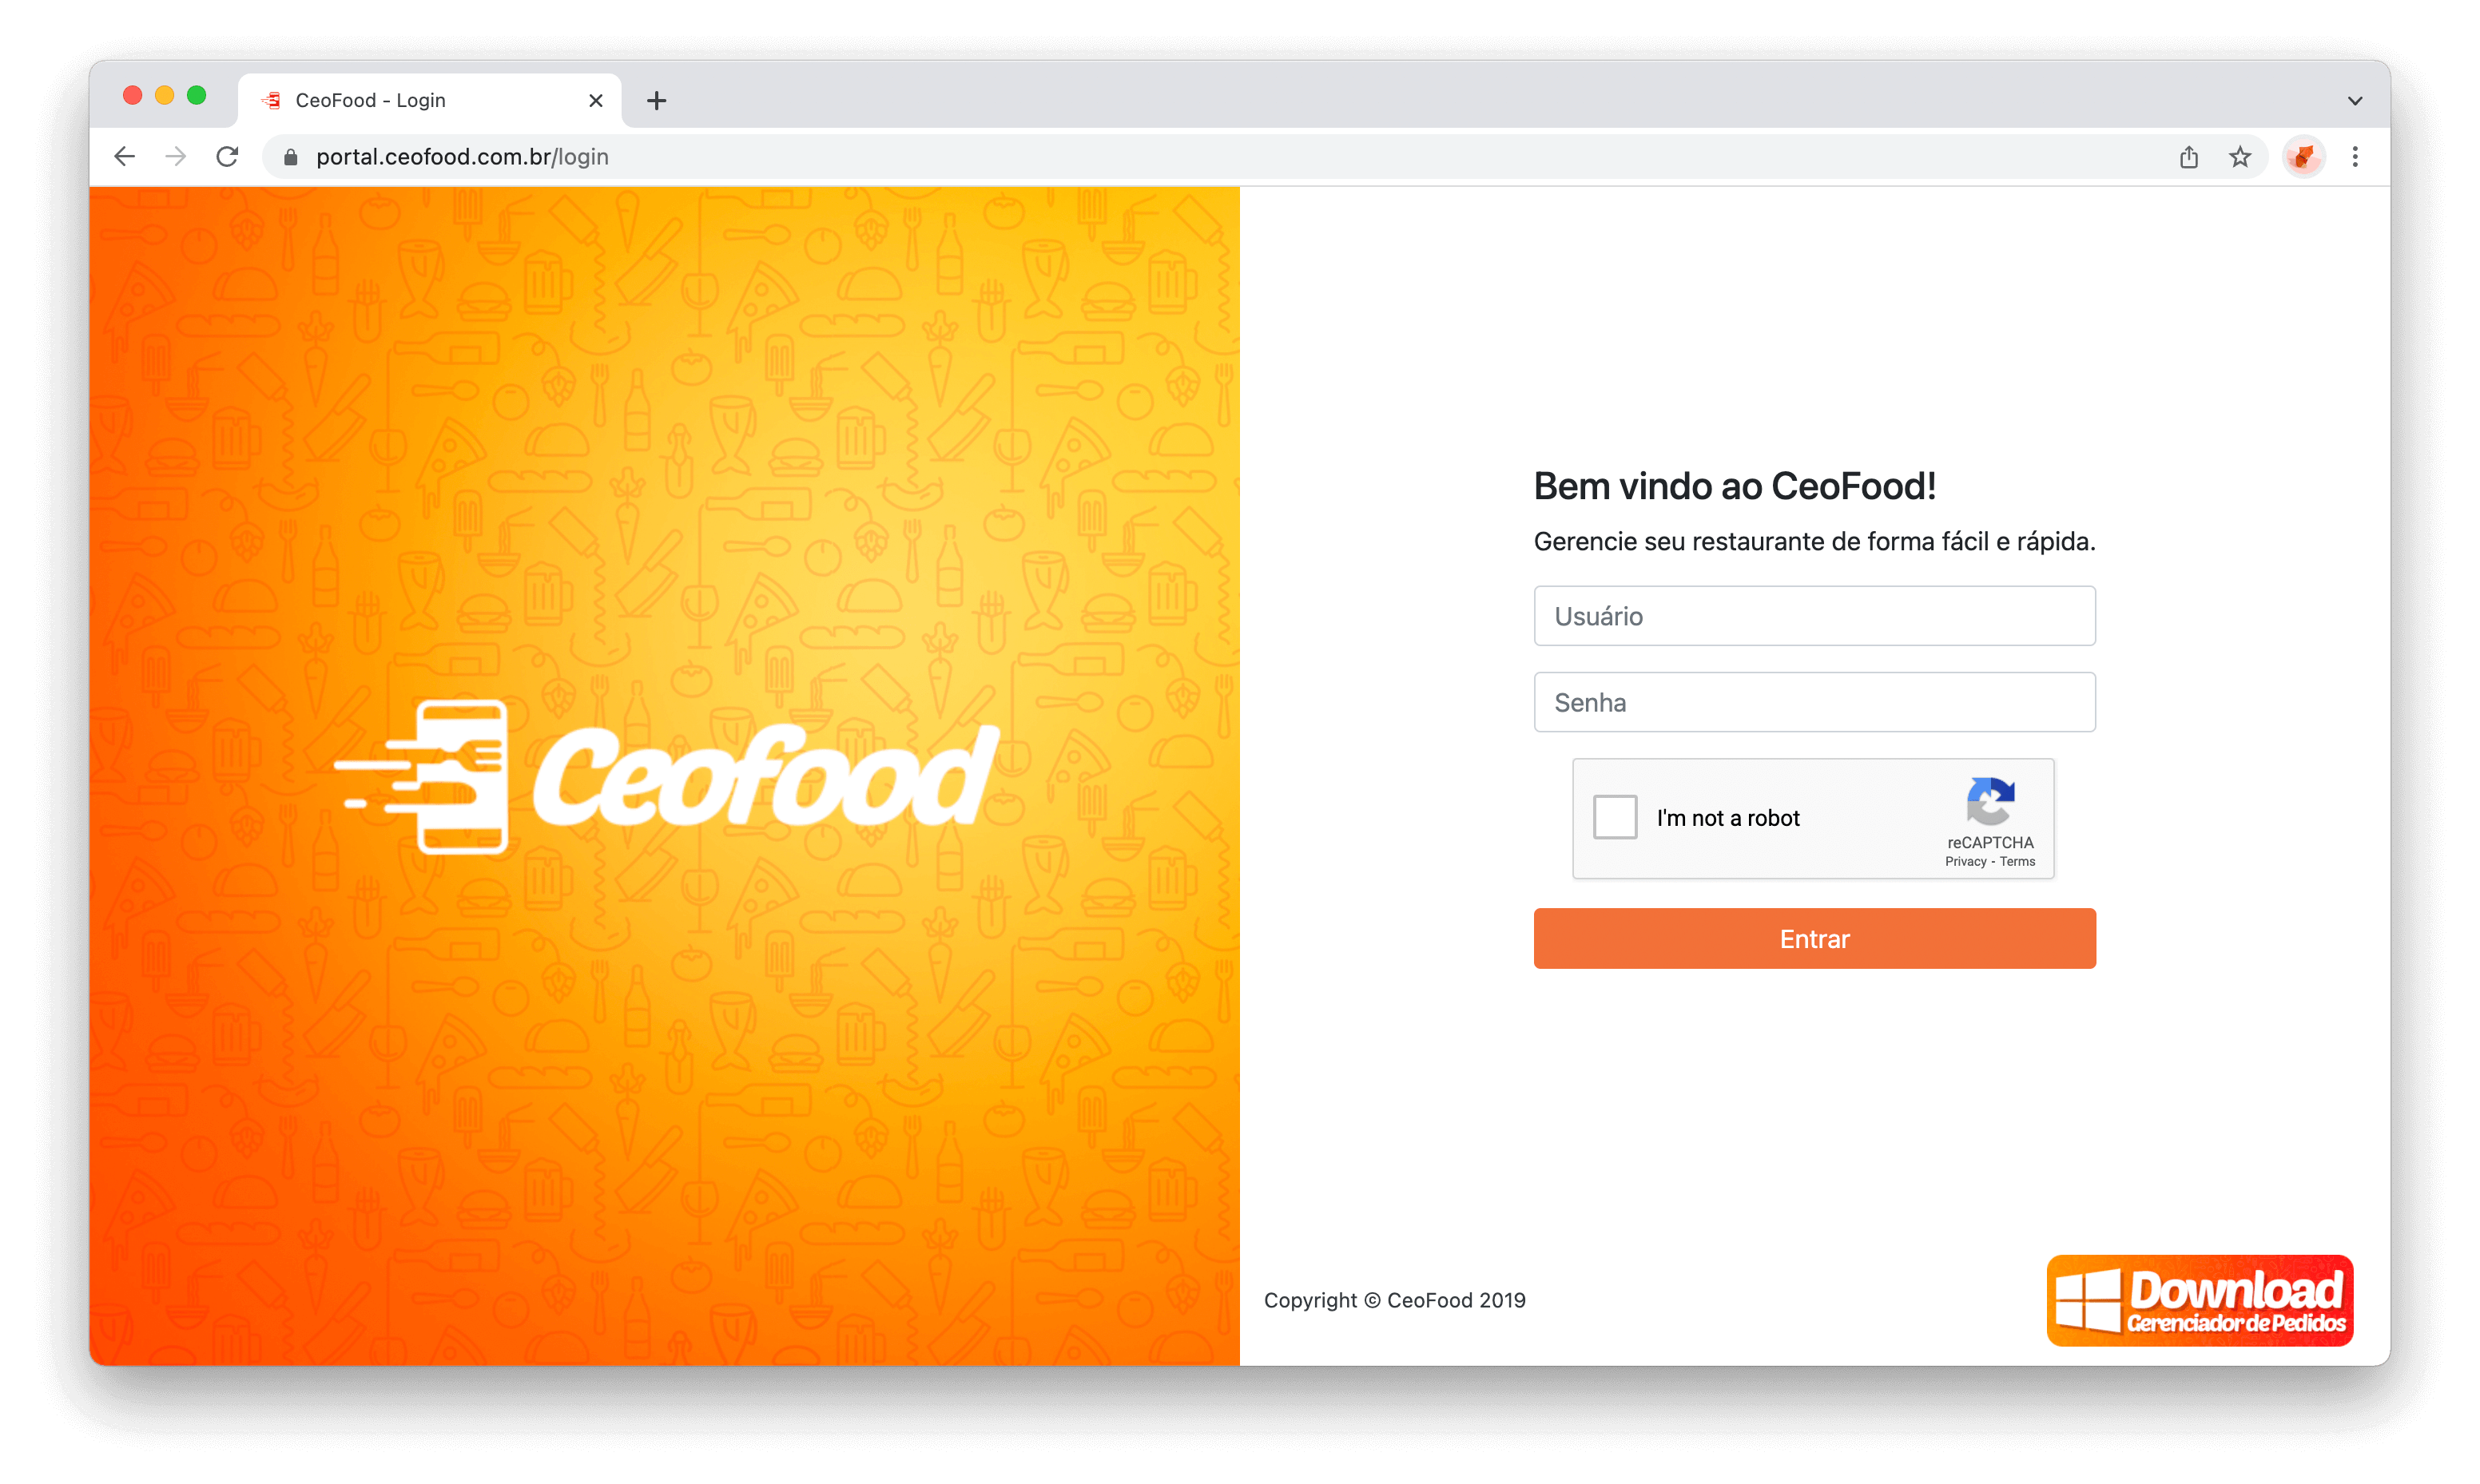 CeoFood - Login
portal.ceofood.com.br/login
Ceofood
Bem vindo ao CeoFood!
Gerencie seu restaurante de forma fácil e rápida.
Usuário
Senha
I'm not a robot
reCAPTCHA
Privacy - Terms
Entrar
Copyright © CeoFood 2019
Download
Gerenciador de Pedidos